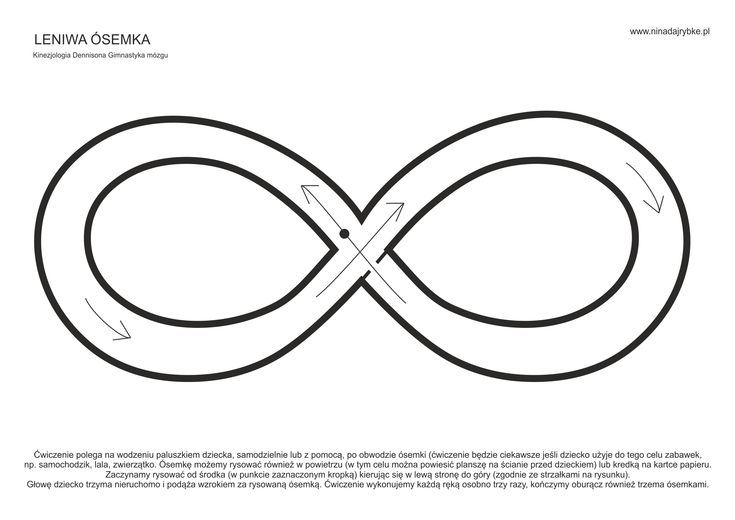 LENIWA ÓSEMKA
www.ninadajrybke.pl
Kinezjologia Dennisona Gimnastyka mózgu
Ćwiczenie polega na wodzeniu paluszkiem dziecka, samodzielnie lub z pomocą, po obwodzie ósemki (ćwiczenie będzie ciekawsze jeśli dziecko użyje do tego celu zabawek,
np. samochodzik, lala, zwierzątko. Ósemkę możemy rysować również w powietrzu (w tym celu można powiesić planszę na ścianie przed dzieckiem) lub kredką na kartce papieru.
Zaczynamy rysować od środka (w punkcie zaznaczonym kropką) kierując się w lewą stronę do góry (zgodnie ze strzałkami na rysunku).
Głowę dziecko trzyma nieruchomo i podąża wzrokiem za rysowaną ósemką. Ćwiczenie wykonujemy każdą ręką osobno trzy razy, kończymy oburącz również trzema ósemkami.